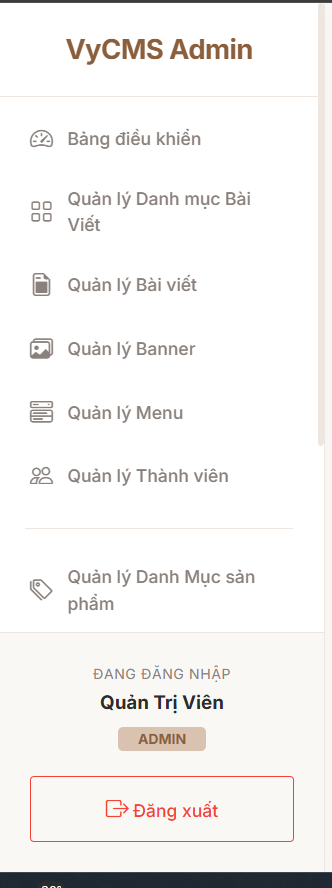 VyCMS Admin
Bảng điều khiển
Quản lý Danh mục Bài
Viết
Quản lý Bài viết
Quản lý Banner
Quản lý Menu
Quản lý Thành viên
Quản lý Danh Mục sản
phẩm
ĐANG ĐĂNG NHẬP
Quản Trị Viên
ADMIN
Đăng xuất